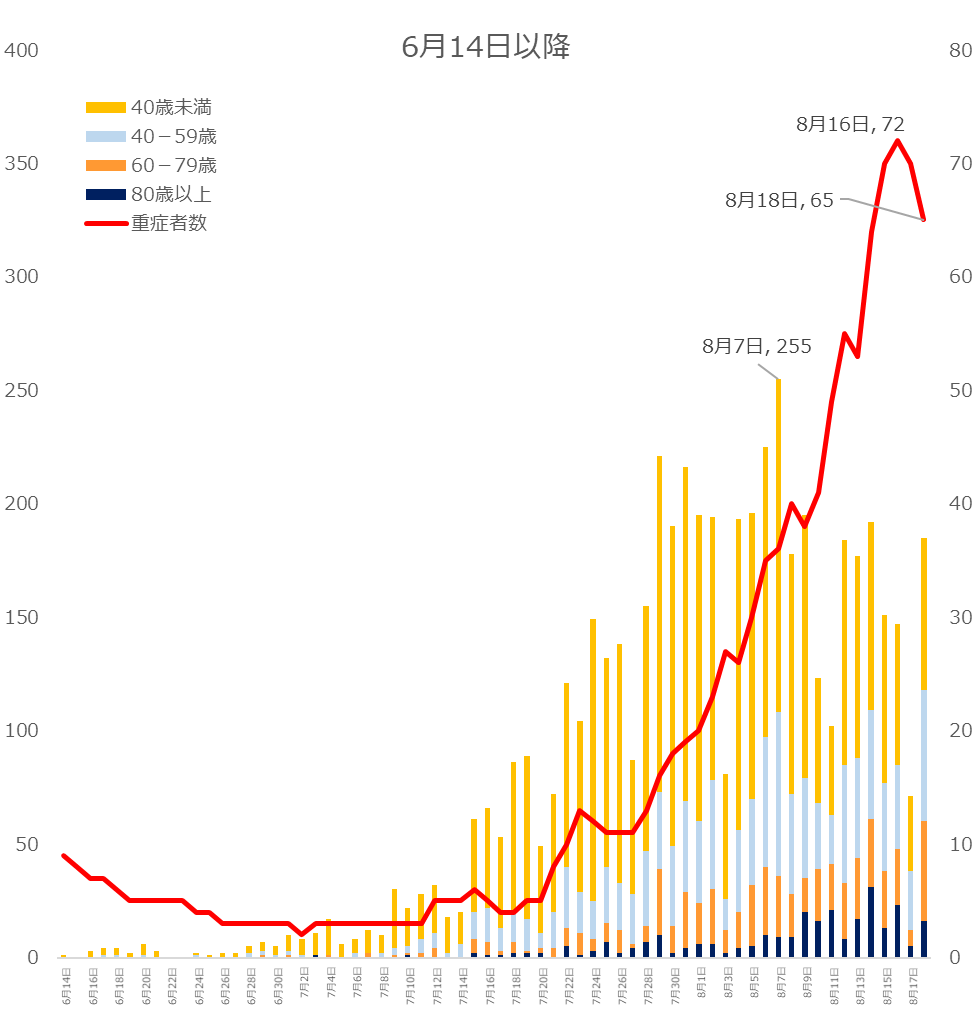 6月14日以降
400
350
300
250
200
150
100
50
0
80
70
60
50
40
30
20
10
0
40歳未満
40－59歳
60－79歳
80歳以上
重症者数
8月16日, 72
8月18日, 65
8月7日, 255
6月14日
6月16日
6月18日
6月20日
6月22日
6月24日
6月26日
6月28日
6月30日
7月2日
7月4日
7月6日
7月8日
7月10日
7月12日
7月14日
7月16日
7月18日
7月20日
7月22日
7月24日
7月26日
7月28日
7月30日
8月1日
8月3日
8月5日
8月7日
8月9日
8月11日
8月13日
8月15日
8月17日